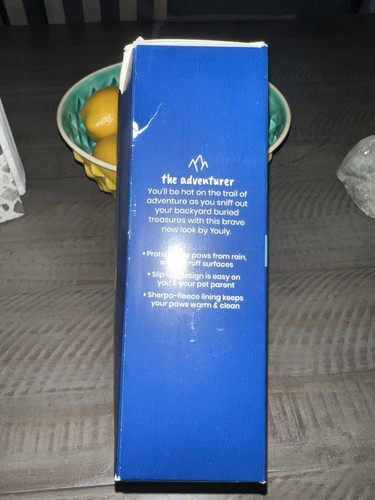 the adventurer
You'll be hot on the trail of
adventure as you sniff out
your backyard buried
treasures with this brave
new look by Youly.
• Prote paws from rain,
ruff surfaces
• Slip- design is easy on
you & your pet parent
• Sherpa-fleece lining keeps
your paws warm & clean